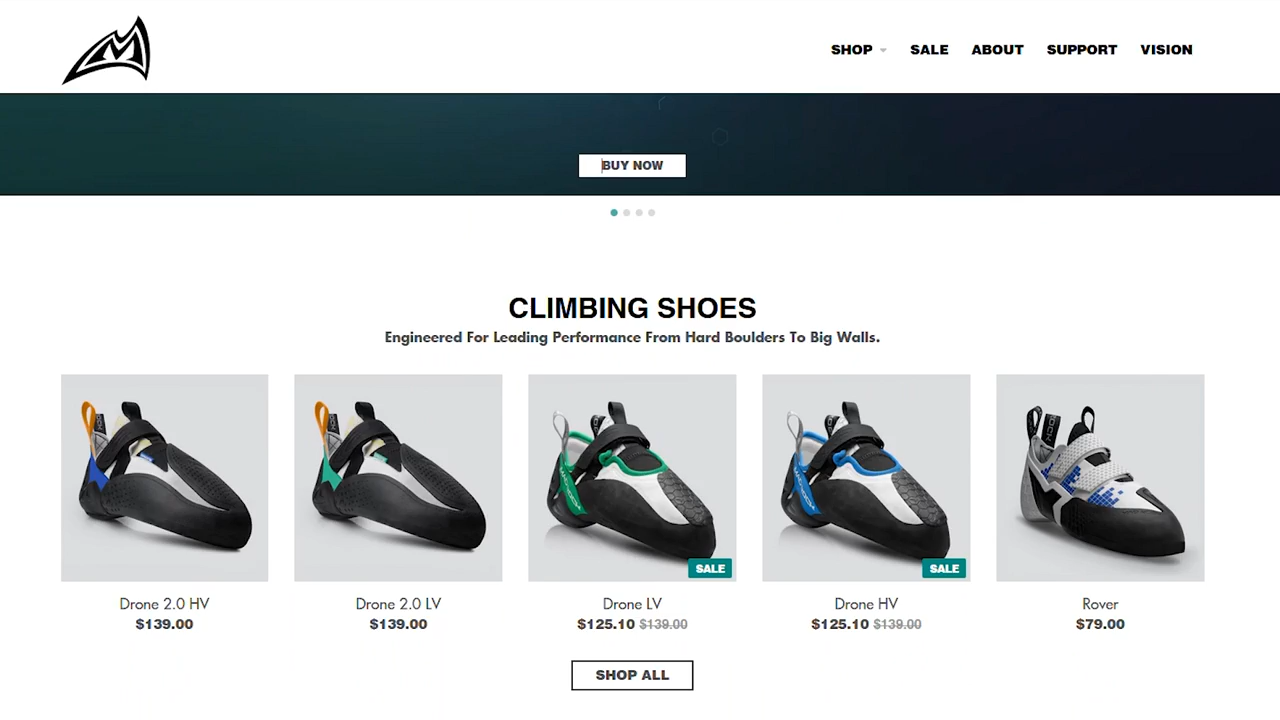 SHOP SALE ABOUT SUPPORT VISION
BUY NOW
CLIMBING SHOES
Engineered For Leading Performance From Hard Boulders To Big Walls.
SALE SALE
Drone 2.0 HV Drone 2.0 LV Drone LV Drone HV Rover
$139.00 $139.00 $125.10 $139.00 $125.10 $139.00 $79.00
SHOP ALL